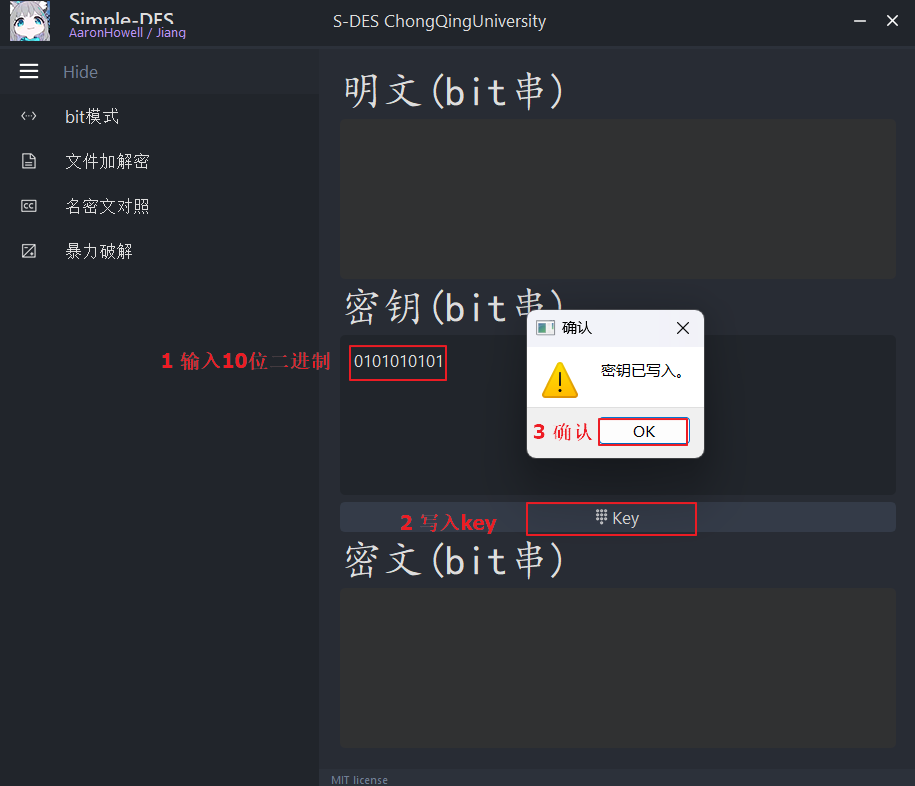 Simple-DES
AaronHowell / Jiang
S-DES ChongQingUniversity
Hide
bit模式
文件加解密
名密文对照
暴力破解
明文(bit串)
密钥(bit串)
1 输入10位二进制
0101010101
确认
密钥已写入。
3 确认
OK
2 写入key
Key
密文(bit串)
MIT license